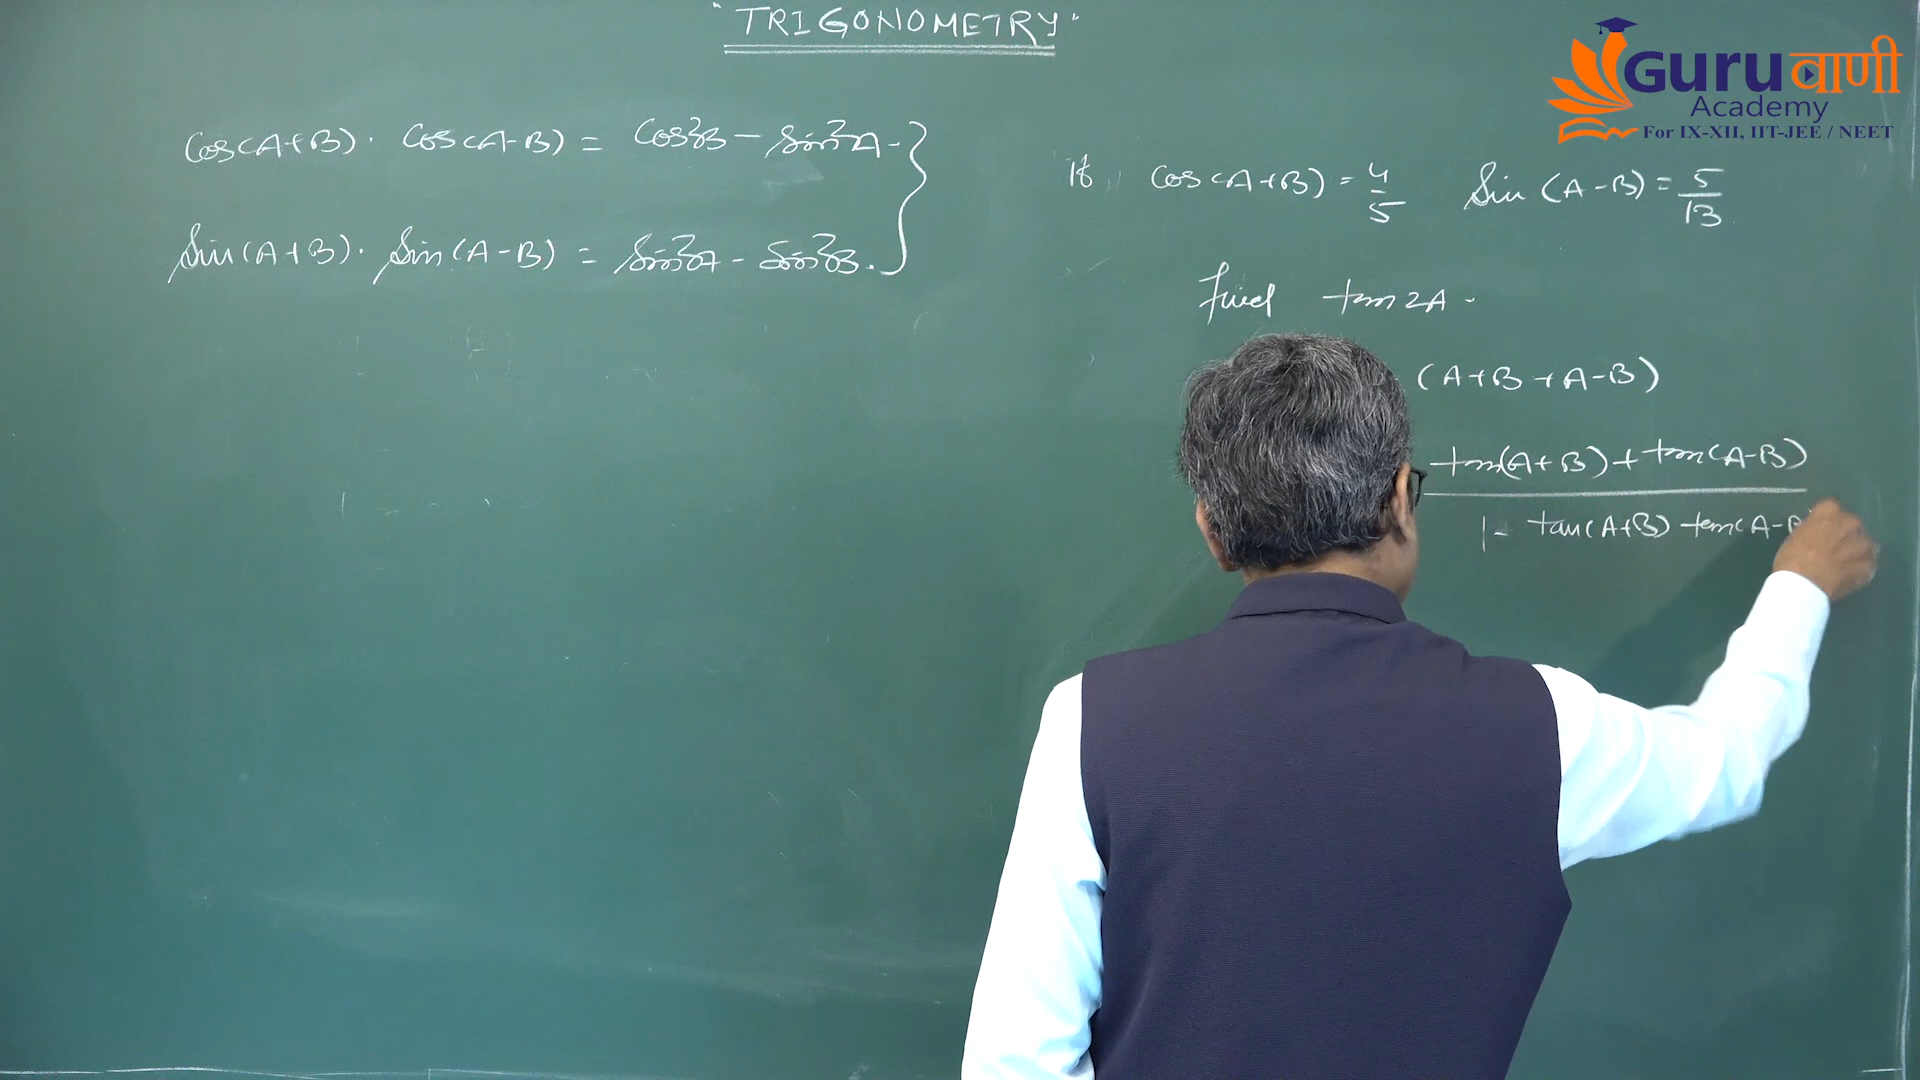 "TRIGONOMETRY"
Guruवाणी
Academy
For IX-XII, IIT-JEE / NEET
cos(A+B) · cos(A-B) = cos²B - sin²A -
sin(A+B) · sin(A-B) = sin²A - sin²B .
If, cos(A+B) = 4/5 sin(A-B) = 5/13
find tan 2A .
(A+B+A-B)
tan(A+B)+tan(A-B)
1- tan(A+B) tan(A-B